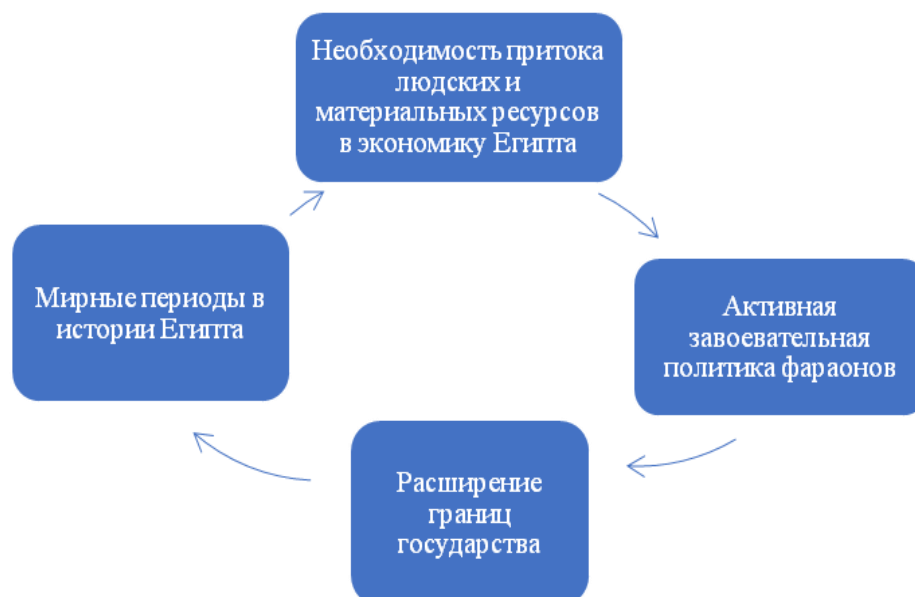 Необходимость притока
людских и
материальных ресурсов
в экономику Египта
Активная
завоевательная
политика фараонов
Расширение
границ
государства
Мирные периоды в
истории Египта